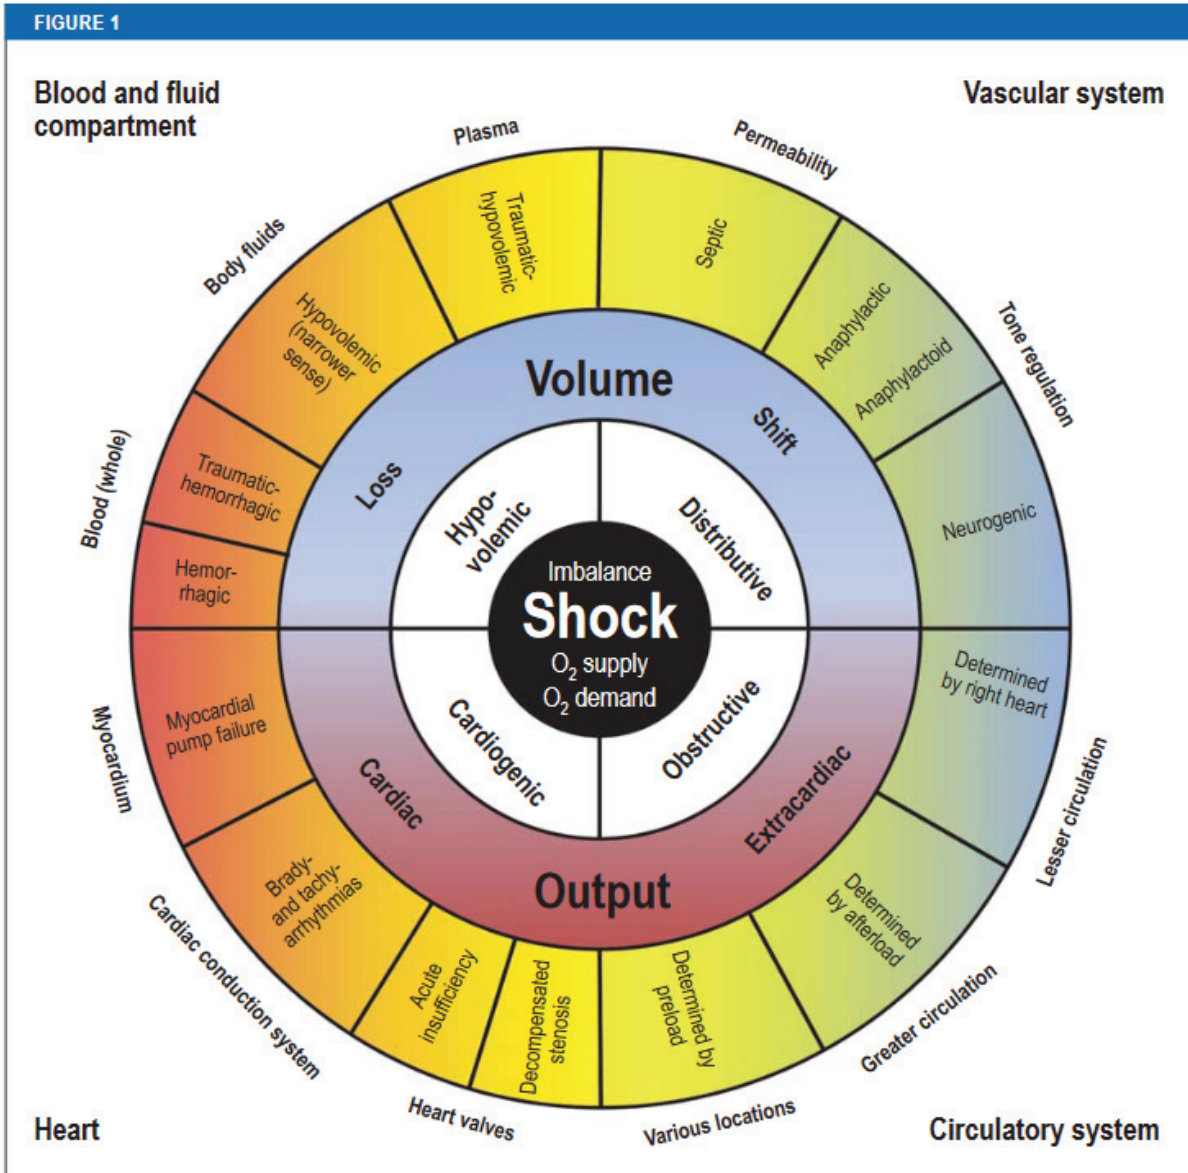 FIGURE 1
Blood and fluid
compartment
Vascular system
Plasma
Permeability
Body fluids
Tone regulation
Blood (whole)
Traumatic-
hypovolemic
Septic
Hypovolemic
(narrower
sense)
Anaphylactic
Anaphylactoid
Traumatic-
hemorrhagic
Neurogenic
Hemor-
rhagic
Volume
Loss
Shift
Hypo-
volemic
Distributive
Imbalance
Shock
O₂ supply
O₂ demand
Cardiogenic
Obstructive
Cardiac
Extracardiac
Output
Myocardial
pump failure
Determined
by right heart
Brady-
and tachy-
arrhythmias
Determined
by afterload
Acute
insufficiency
Decompensated
stenosis
Determined by
preload
Myocardium
Lesser circulation
Cardiac conduction system
Greater circulation
Heart valves
Various locations
Heart
Circulatory system